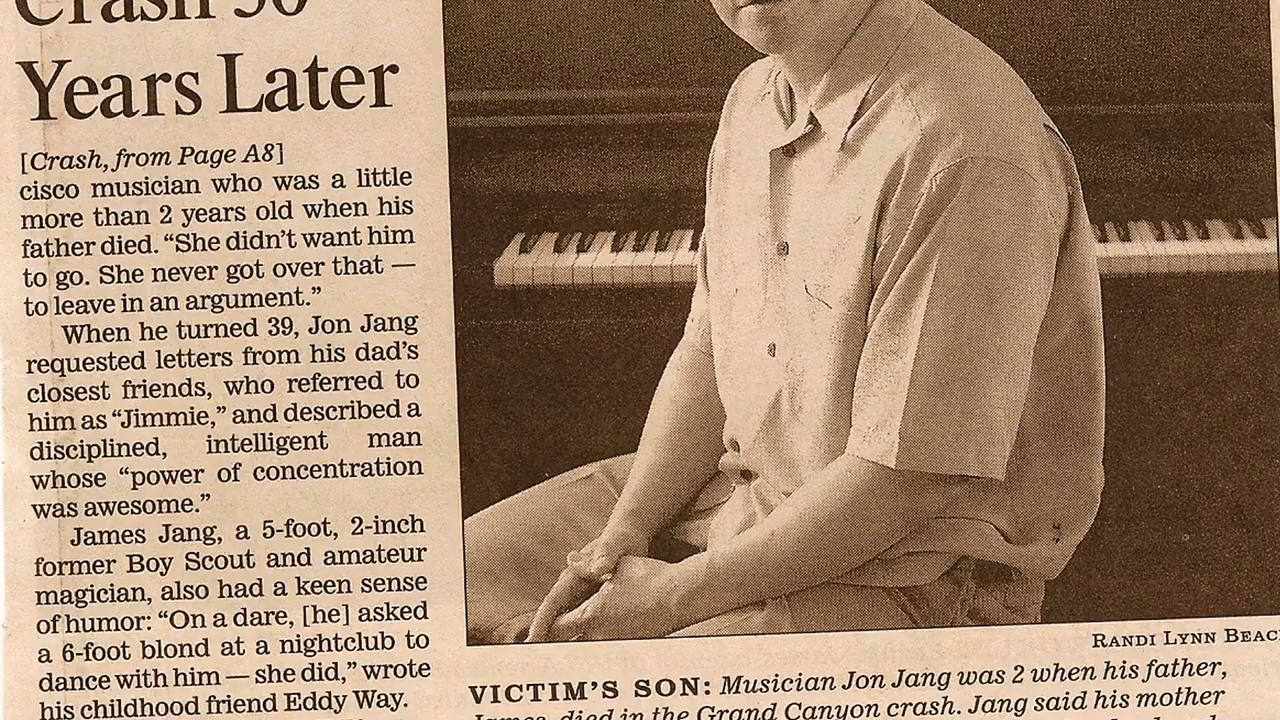 Crash 50
Years Later
[Crash, from Page A8]
cisco musician who was a little
more than 2 years old when his
father died. “She didn’t want him
to go. She never got over that —
to leave in an argument.”
When he turned 39, Jon Jang
requested letters from his dad’s
closest friends, who referred to
him as “Jimmie,” and described a
disciplined, intelligent man
whose “power of concentration
was awesome.”
James Jang, a 5-foot, 2-inch
former Boy Scout and amateur
magician, also had a keen sense
of humor: “On a dare, [he] asked
a 6-foot blond at a nightclub to
dance with him — she did,” wrote
his childhood friend Eddy Way.
RANDI LYNN BEAC
VICTIM’S SON: Musician Jon Jang was 2 when his father,
James, died in the Grand Canyon crash. Jang said his mother